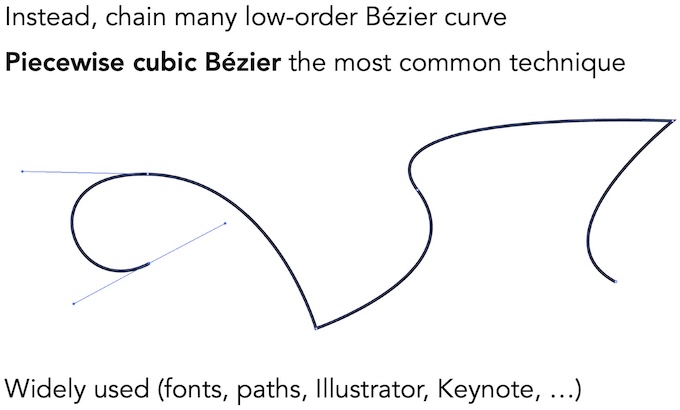 Instead, chain many low-order Bézier curve
Piecewise cubic Bézier the most common technique
Widely used (fonts, paths, Illustrator, Keynote, …)